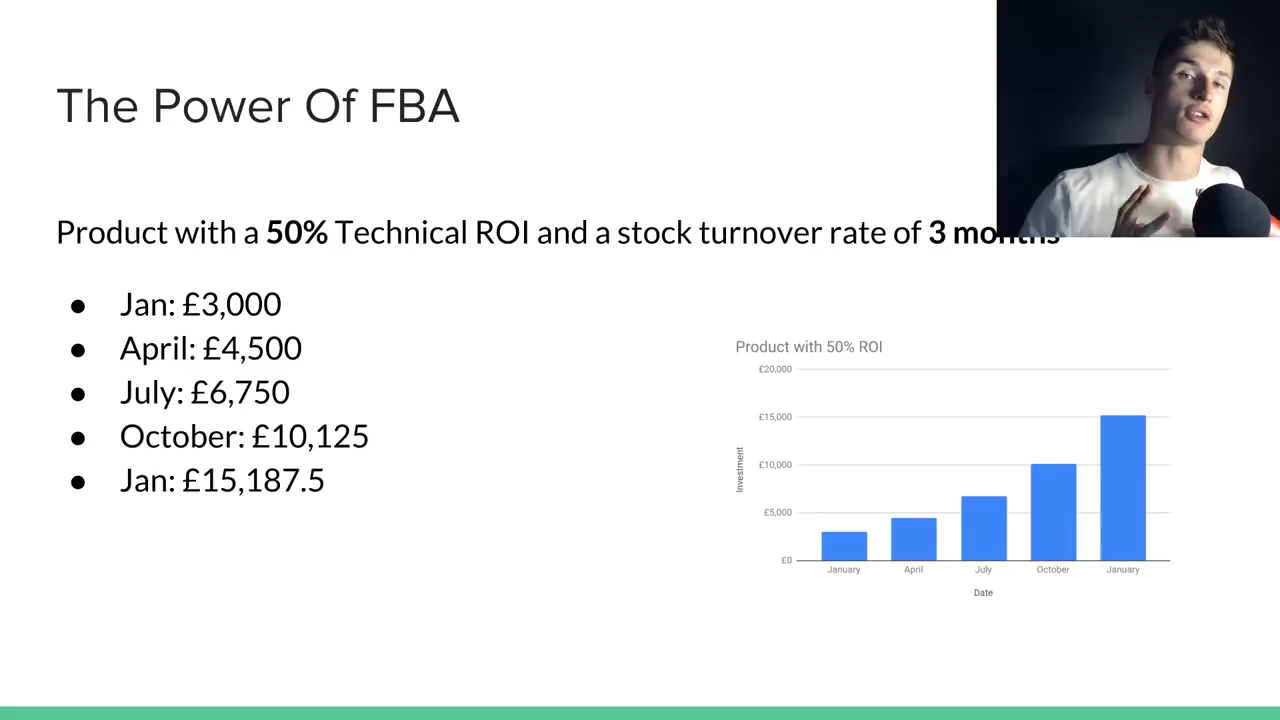 The Power Of FBA
Product with a 50% Technical ROI and a stock turnover rate of 3 months
● Jan: £3,000
● April: £4,500
● July: £6,750
● October: £10,125
● Jan: £15,187.5
Product with 50% ROI
£20,000
£15,000
£10,000
£5,000
£0
Investment
January April July October January
Date